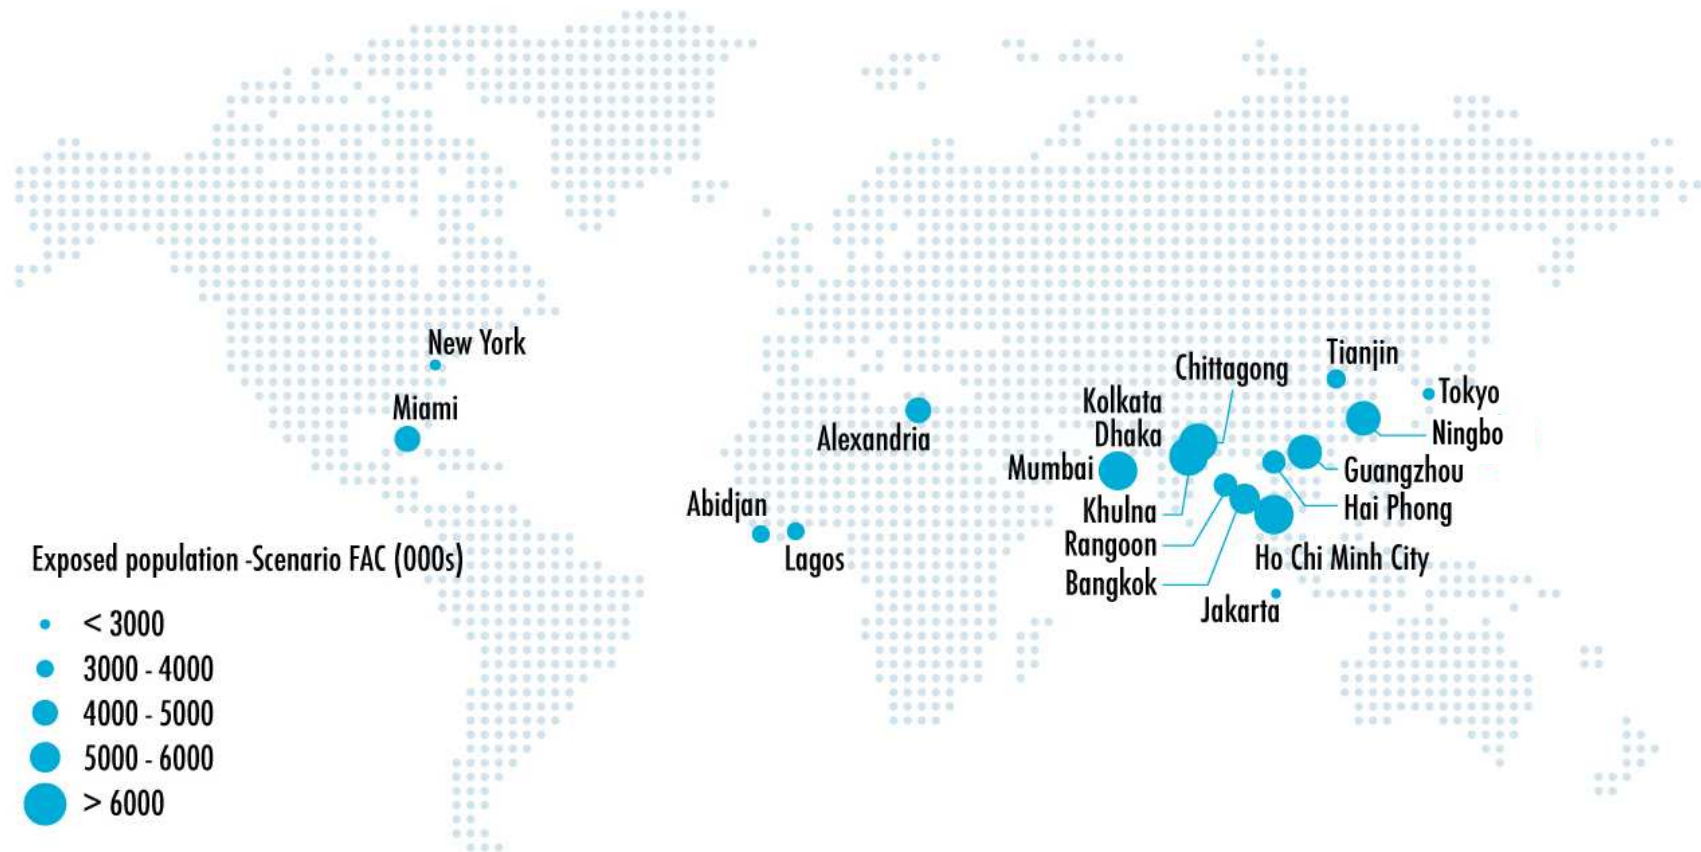 New York
Miami
Alexandria
Abidjan
Lagos
Chittagong
Kolkata
Dhaka
Mumbai
Khulna
Rangoon
Bangkok
Jakarta
Tianjin
Tokyo
Ningbo
Guangzhou
Hai Phong
Ho Chi Minh City
Exposed population -Scenario FAC (000s)
< 3000
3000 - 4000
4000 - 5000
5000 - 6000
> 6000